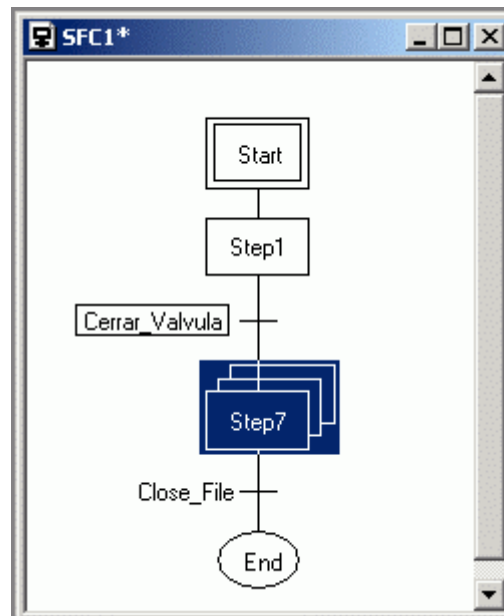 SFC1*
Start
Step1
Cerrar_Valvula
Step7
Close_File
End